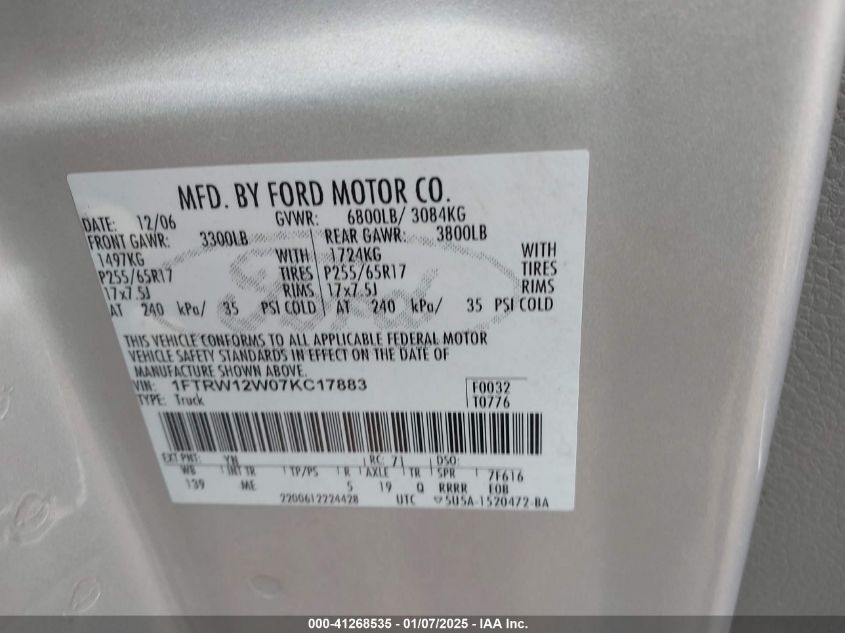 MFD. BY FORD MOTOR CO.
DATE: 12/06 GVWR: 6800LB/ 3084KG
FRONT GAWR: 3300LB REAR GAWR: 3800LB
1497KG WITH 1724KG WITH
P255/65R17 TIRES P255/65R17 TIRES
17x7.5J RIMS 17x7.5J RIMS
AT 240 kPa/ 35 PSI COLD AT 240 kPa/ 35 PSI COLD
Ford
THIS VEHICLE CONFORMS TO ALL APPLICABLE FEDERAL MOTOR
VEHICLE SAFETY STANDARDS IN EFFECT ON THE DATE OF
MANUFACTURE SHOWN ABOVE.
VIN: 1FTRW12W07KC17883 F0032
TYPE: Truck T0776
EXT PNT: YN RC: 71 DSO:
WB INT TR TP/PS R AXLE TR SPR 7F616
139 ME 5 19 Q RRRR EOB
2200612224428 UTC 5U5A-1520472-BA
000-41268535 - 01/07/2025 - IAA Inc.